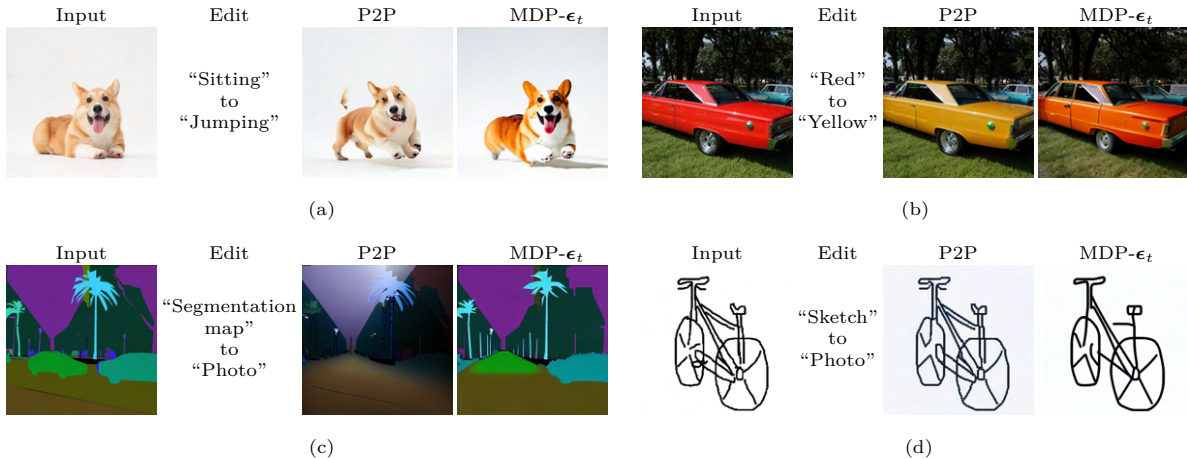 Input Edit P2P MDP-ϵₜ
“Sitting”
to
“Jumping”
(a)
Input Edit P2P MDP-ϵₜ
“Red”
to
“Yellow”
(b)
Input Edit P2P MDP-ϵₜ
“Segmentation
map”
to
“Photo”
(c)
Input Edit P2P MDP-ϵₜ
“Sketch”
to
“Photo”
(d)